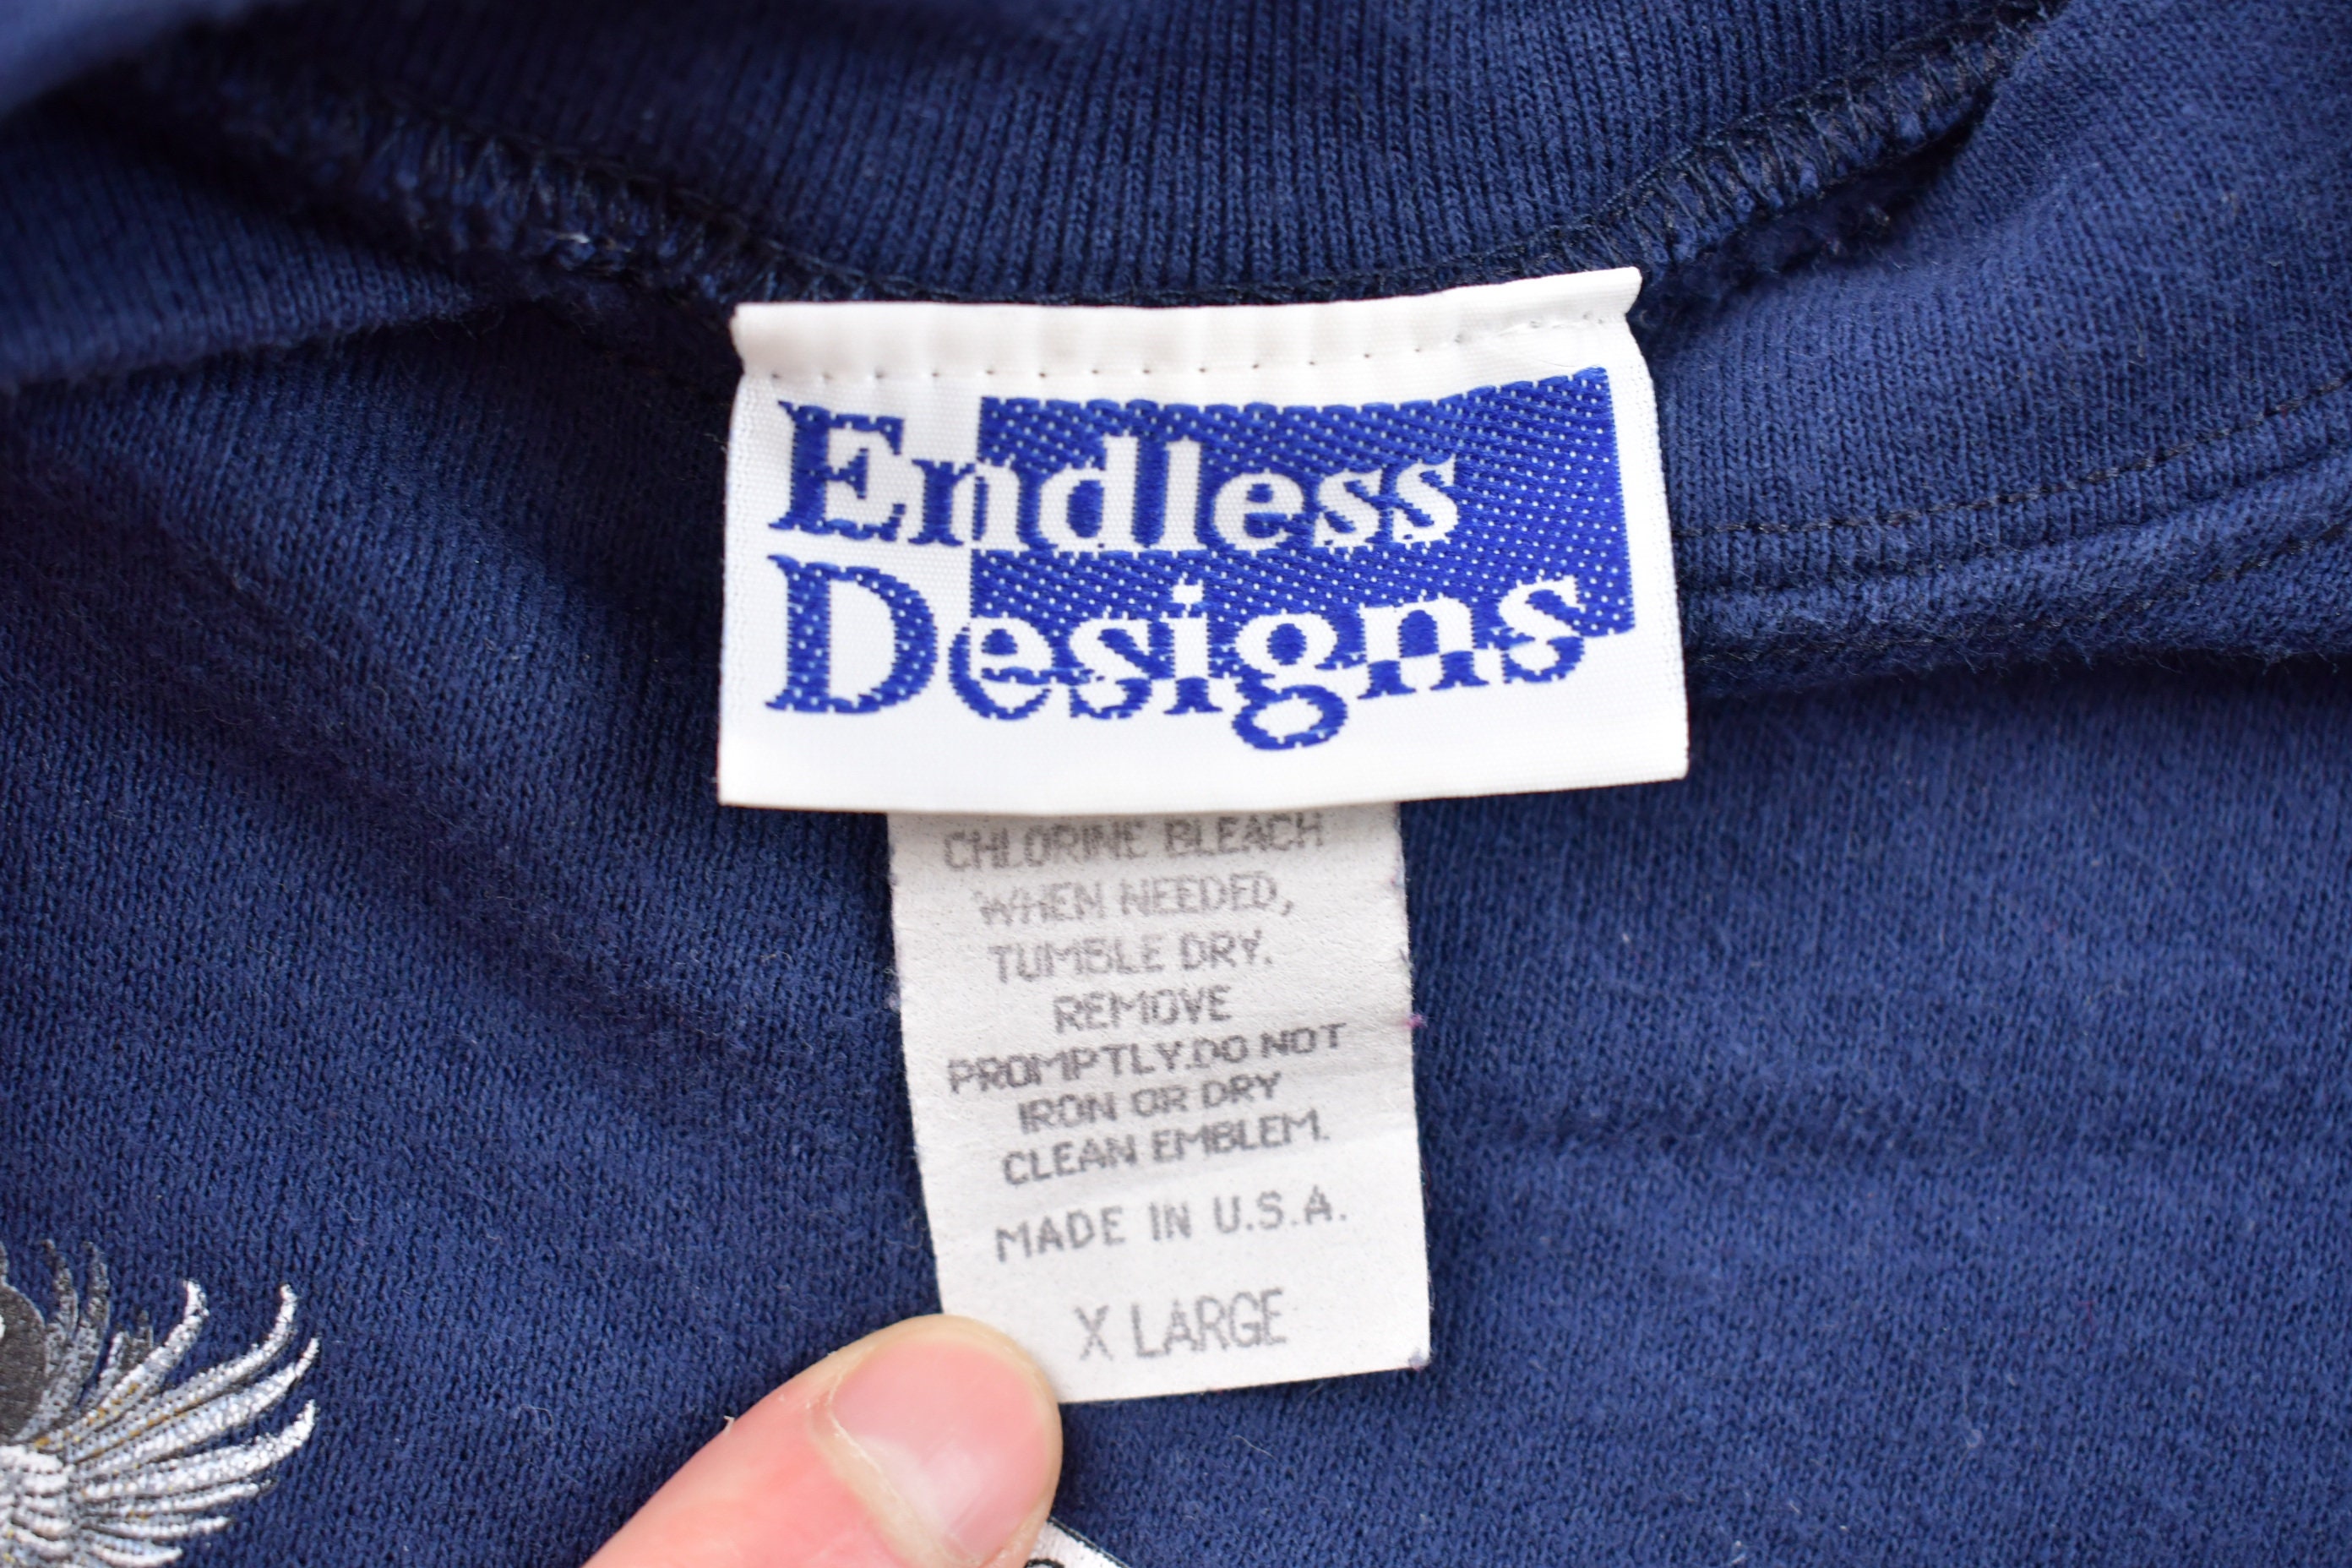 Endless
Designs
CHLORINE BLEACH
WHEN NEEDED,
TUMBLE DRY.
REMOVE
PROMPTLY.DO NOT
IRON OR DRY
CLEAN EMBLEM.
MADE IN U.S.A.
X LARGE